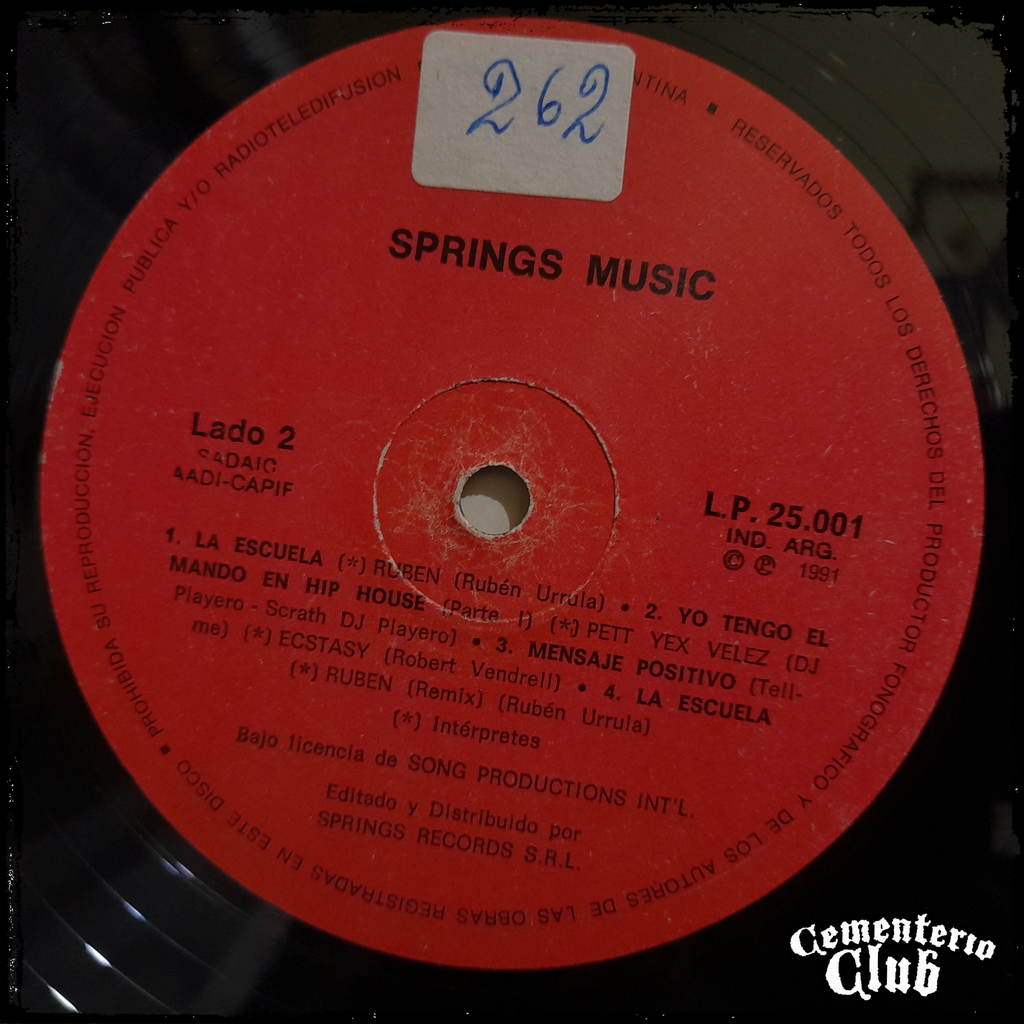 262
SPRINGS MUSIC
Lado 2
SADAIC
AADI-CAPIF
L.P. 25.001
IND. ARG.
© ℗ 1991
1. LA ESCUELA (*) RUBEN (Rubén Urrula) • 2. YO TENGO EL
MANDO EN HIP HOUSE (Parte I) (*) PETT YEX VELEZ (DJ
Playero - Scrath DJ Playero) • 3. MENSAJE POSITIVO (Tell-
me) (*) ECSTASY (Robert Vendrell) • 4. LA ESCUELA
(*) RUBEN (Remix) (Rubén Urrula)
(*) Intérpretes
Bajo licencia de SONG PRODUCTIONS INT'L.
Editado y Distribuido por
SPRINGS RECORDS S.R.L.
■ RESERVADOS TODOS LOS DERECHOS DEL PRODUCTOR FONOGRAFICO Y DE LOS AUTORES DE LAS OBRAS REGISTRADAS EN ESTE DISCO ■ PROHIBIDA SU REPRODUCCION, EJECUCION PUBLICA Y/O RADIOTELEDIFUSION
Cementerio
Club